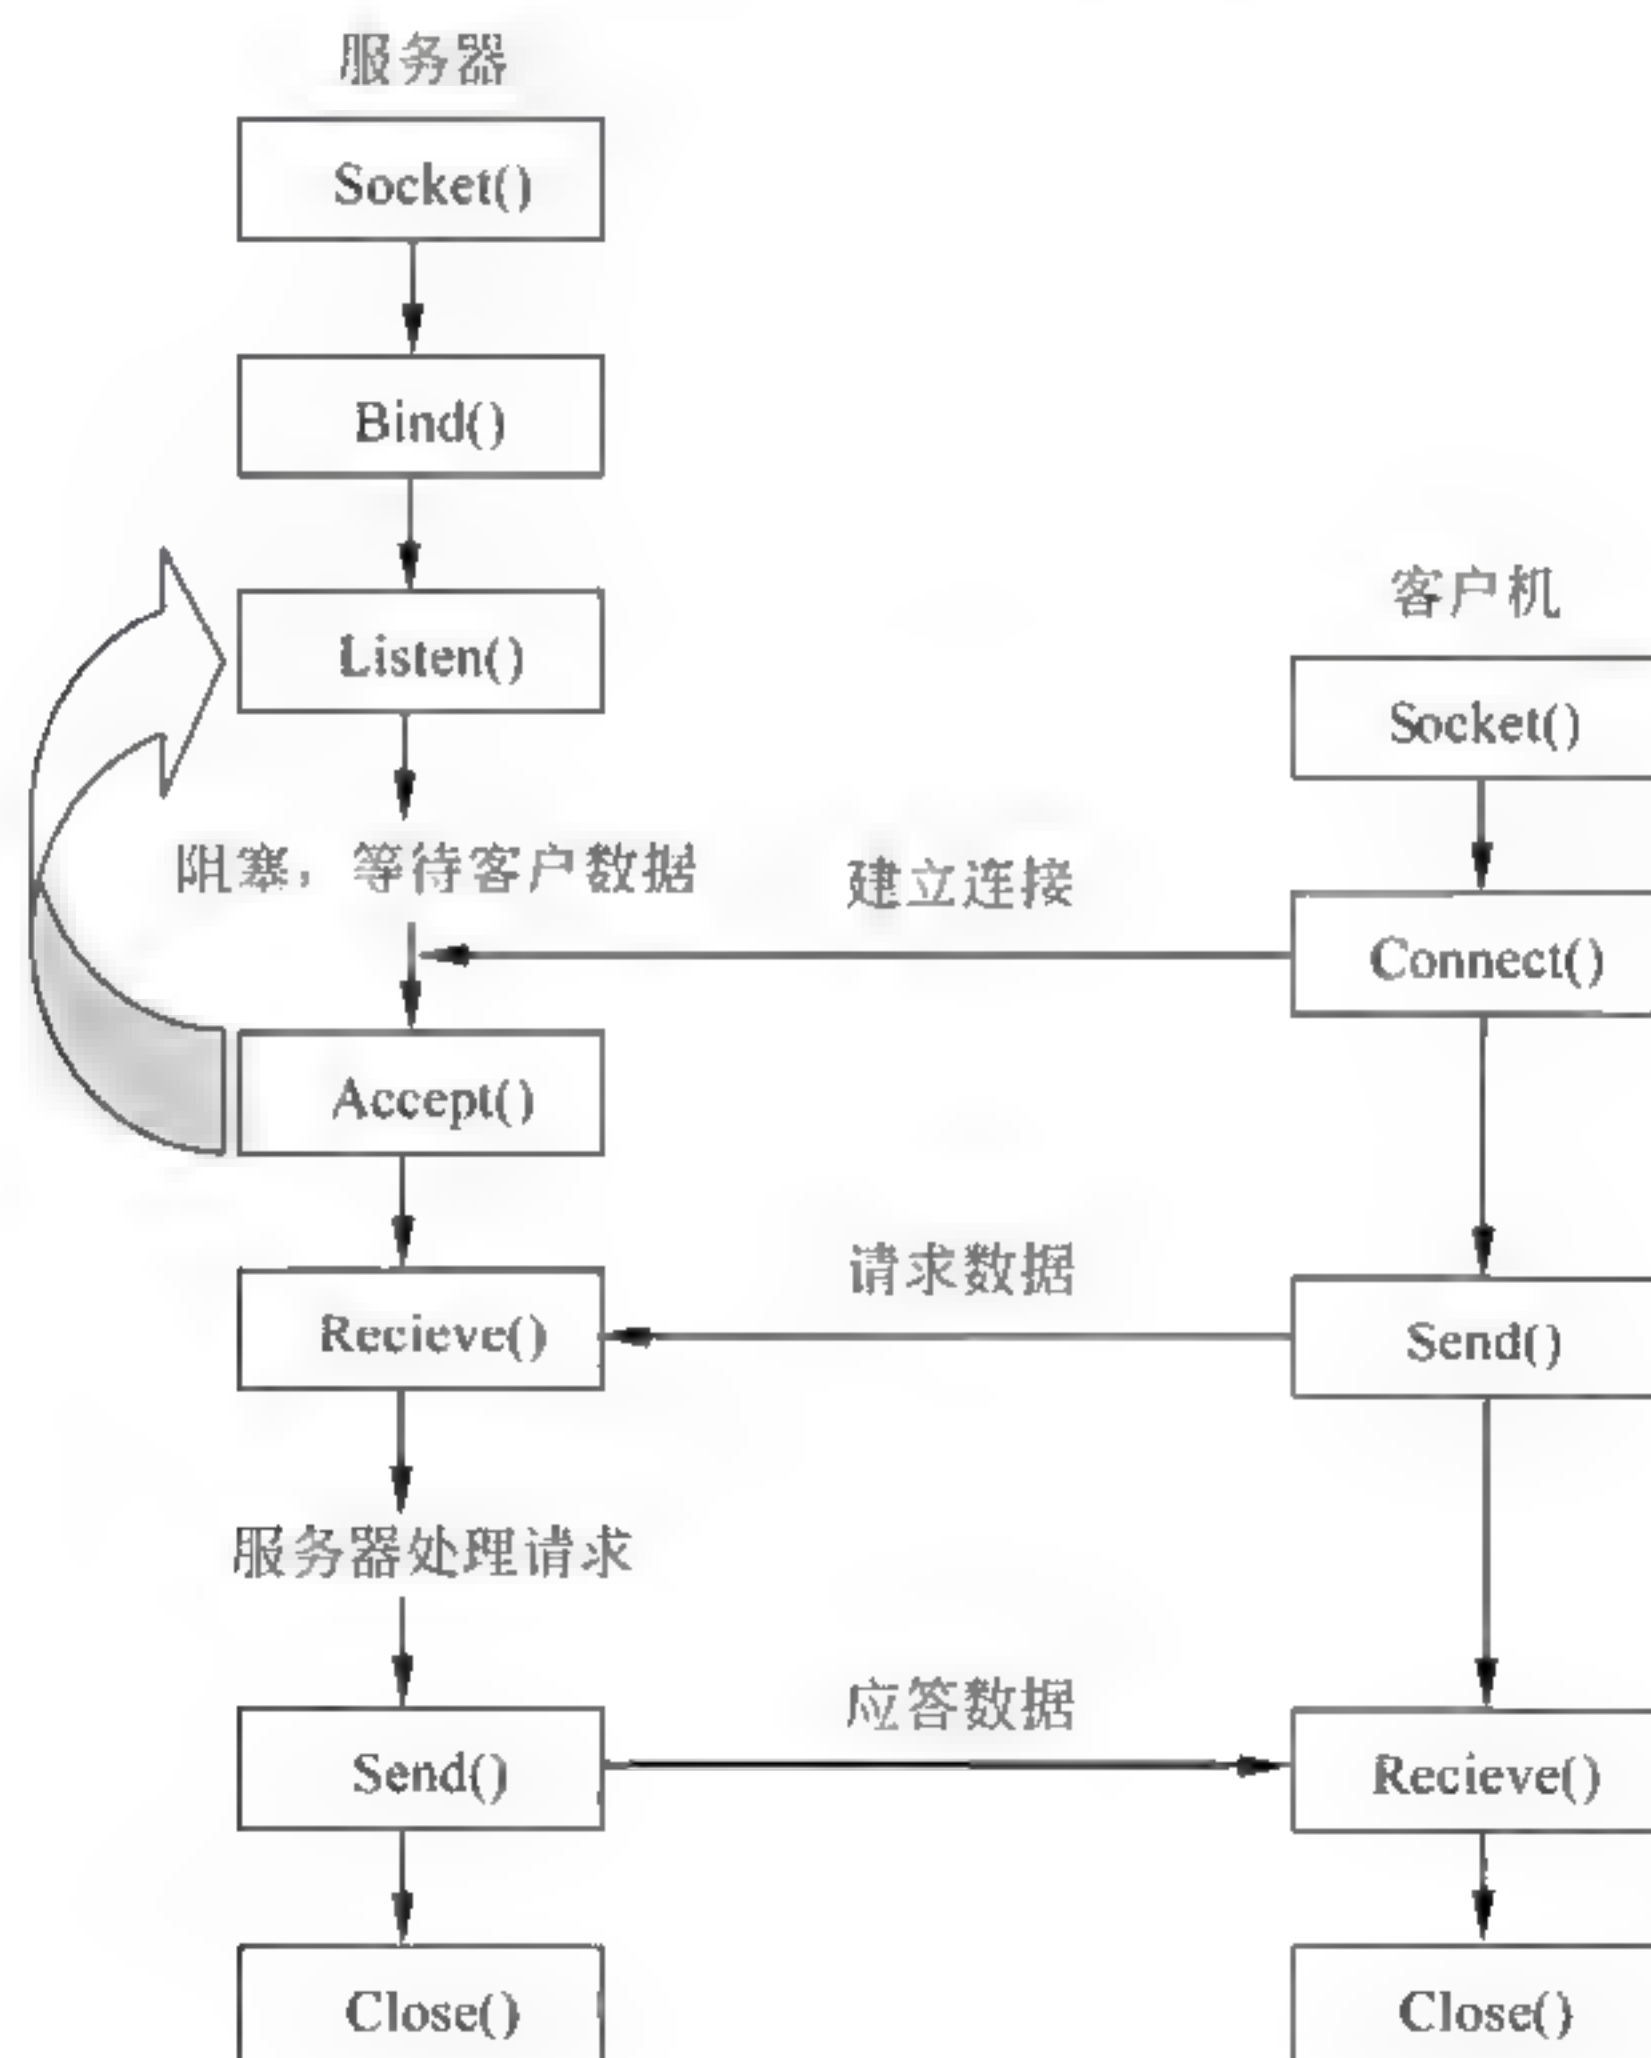 服务器
Socket()
Bind()
Listen()
客户机
Socket()
阻塞，等待客户数据
建立连接
Connect()
Accept()
请求数据
Recieve()
Send()
服务器处理请求
应答数据
Send()
Recieve()
Close()
Close()